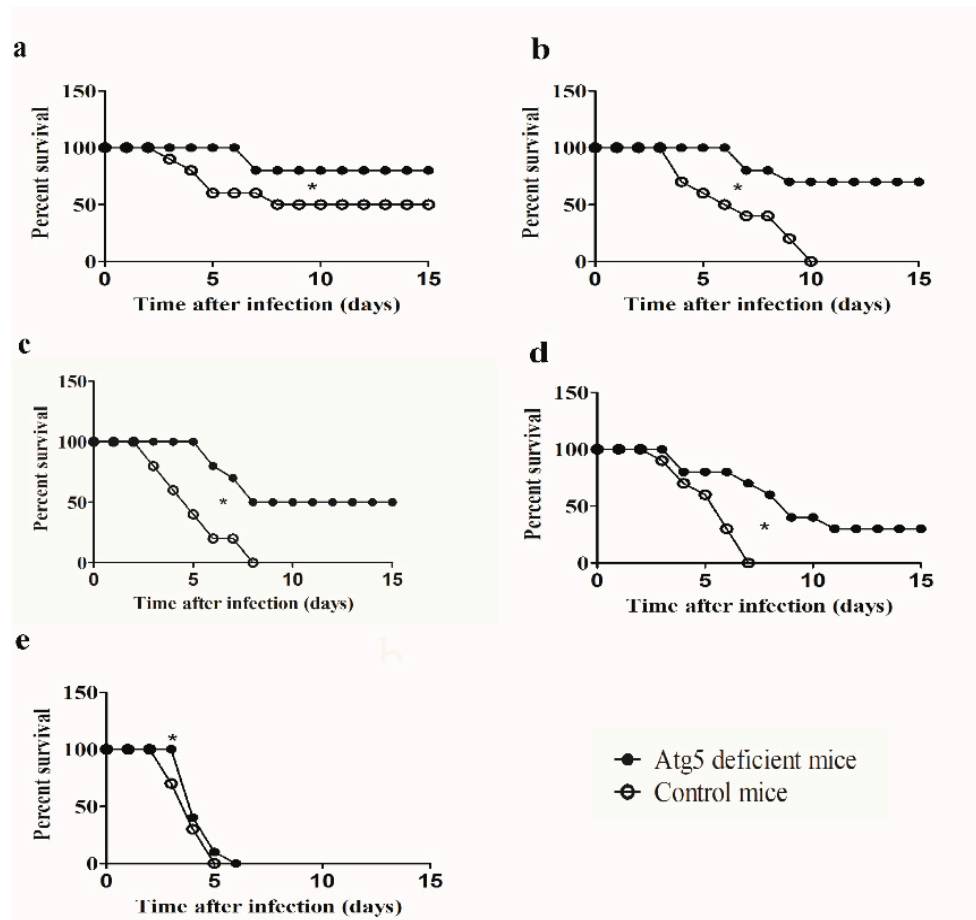 a
150
100
50
0
Percent survival
*
0 5 10 15
Time after infection (days)
b
150
100
50
0
Percent survival
*
0 5 10 15
Time after infection (days)
c
150
100
50
0
Percent survival
*
0 5 10 15
Time after infection (days)
d
150
100
50
0
Percent survival
*
0 5 10 15
Time after infection (days)
e
150
100
50
0
Percent survival
*
0 5 10 15
Time after infection (days)
Atg5 deficient mice
Control mice